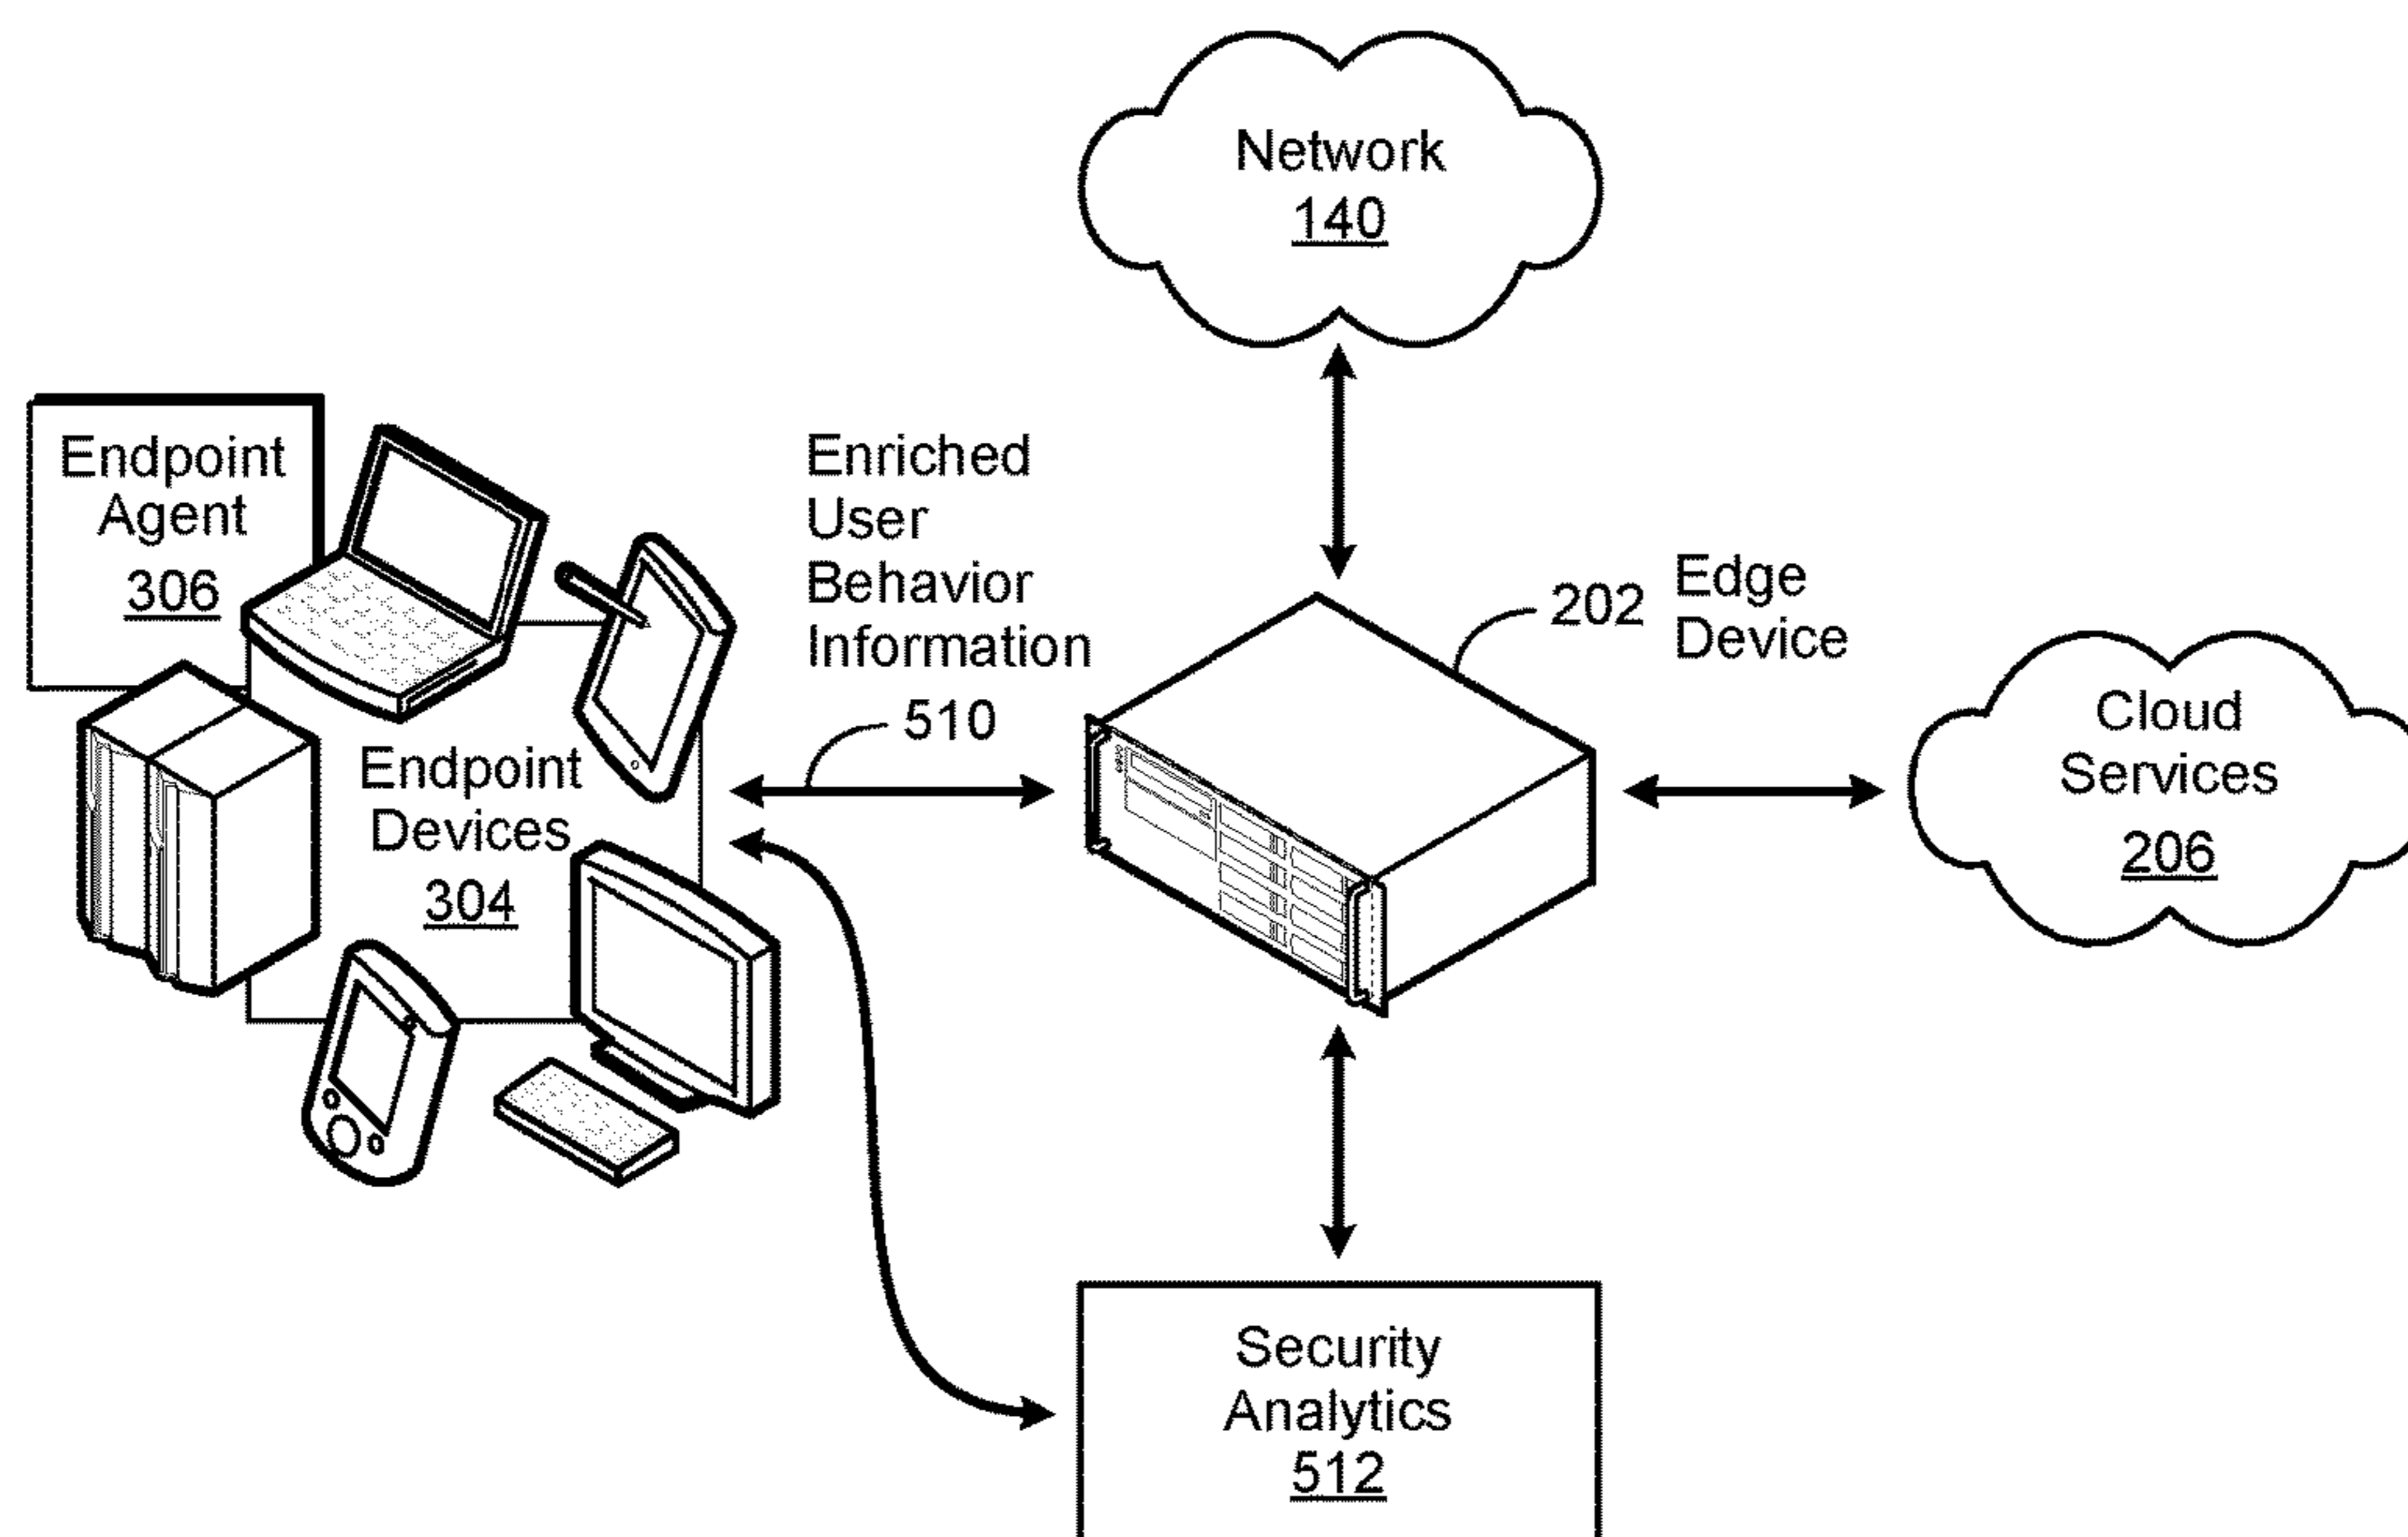 Network
140
Endpoint
Agent
306
Enriched
User
Behavior
Information
510
202
Edge
Device
Cloud
Services
206
Endpoint
Devices
304
Security
Analytics
512